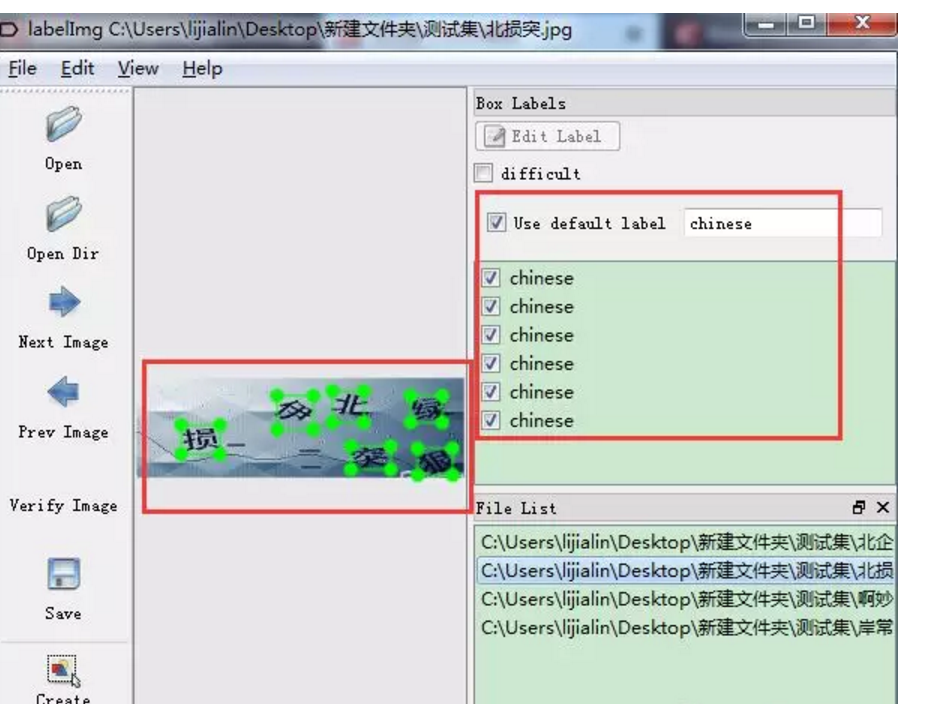 labelImg C:\Users\lijialin\Desktop\新建文件夹\测试集\北损突.jpg
File Edit View Help
Open
Open Dir
Next Image
Prev Image
Verify Image
Save
Create
损 北 绿
突 狠
Box Labels
Edit Label
difficult
Use default label chinese
chinese
chinese
chinese
chinese
chinese
chinese
File List
C:\Users\lijialin\Desktop\新建文件夹\测试集\北企
C:\Users\lijialin\Desktop\新建文件夹\测试集\北损
C:\Users\lijialin\Desktop\新建文件夹\测试集\啊妙
C:\Users\lijialin\Desktop\新建文件夹\测试集\岸常